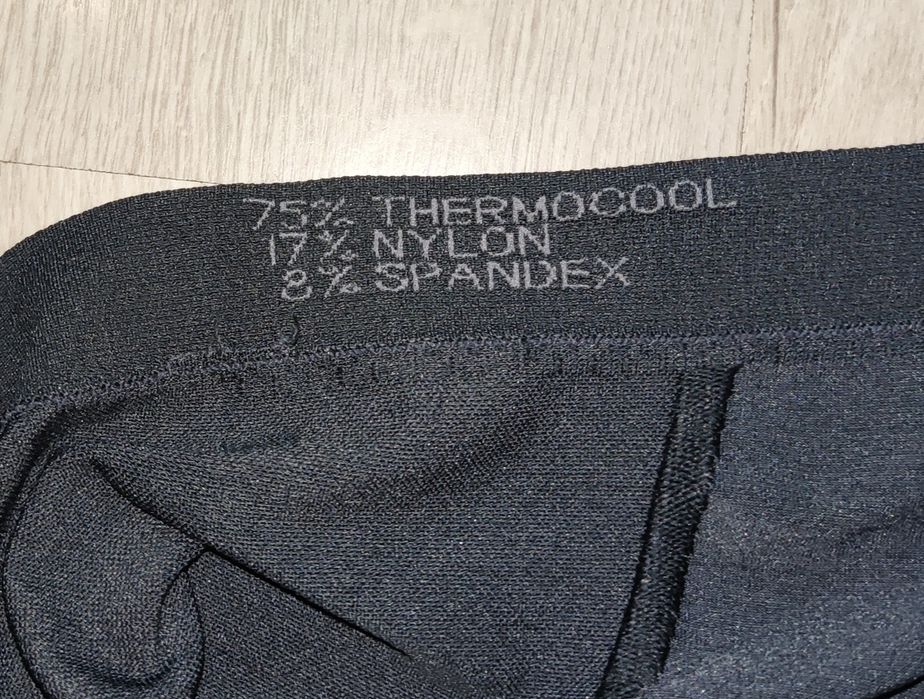 75% THERMOCOOL
17% NYLON
8% SPANDEX